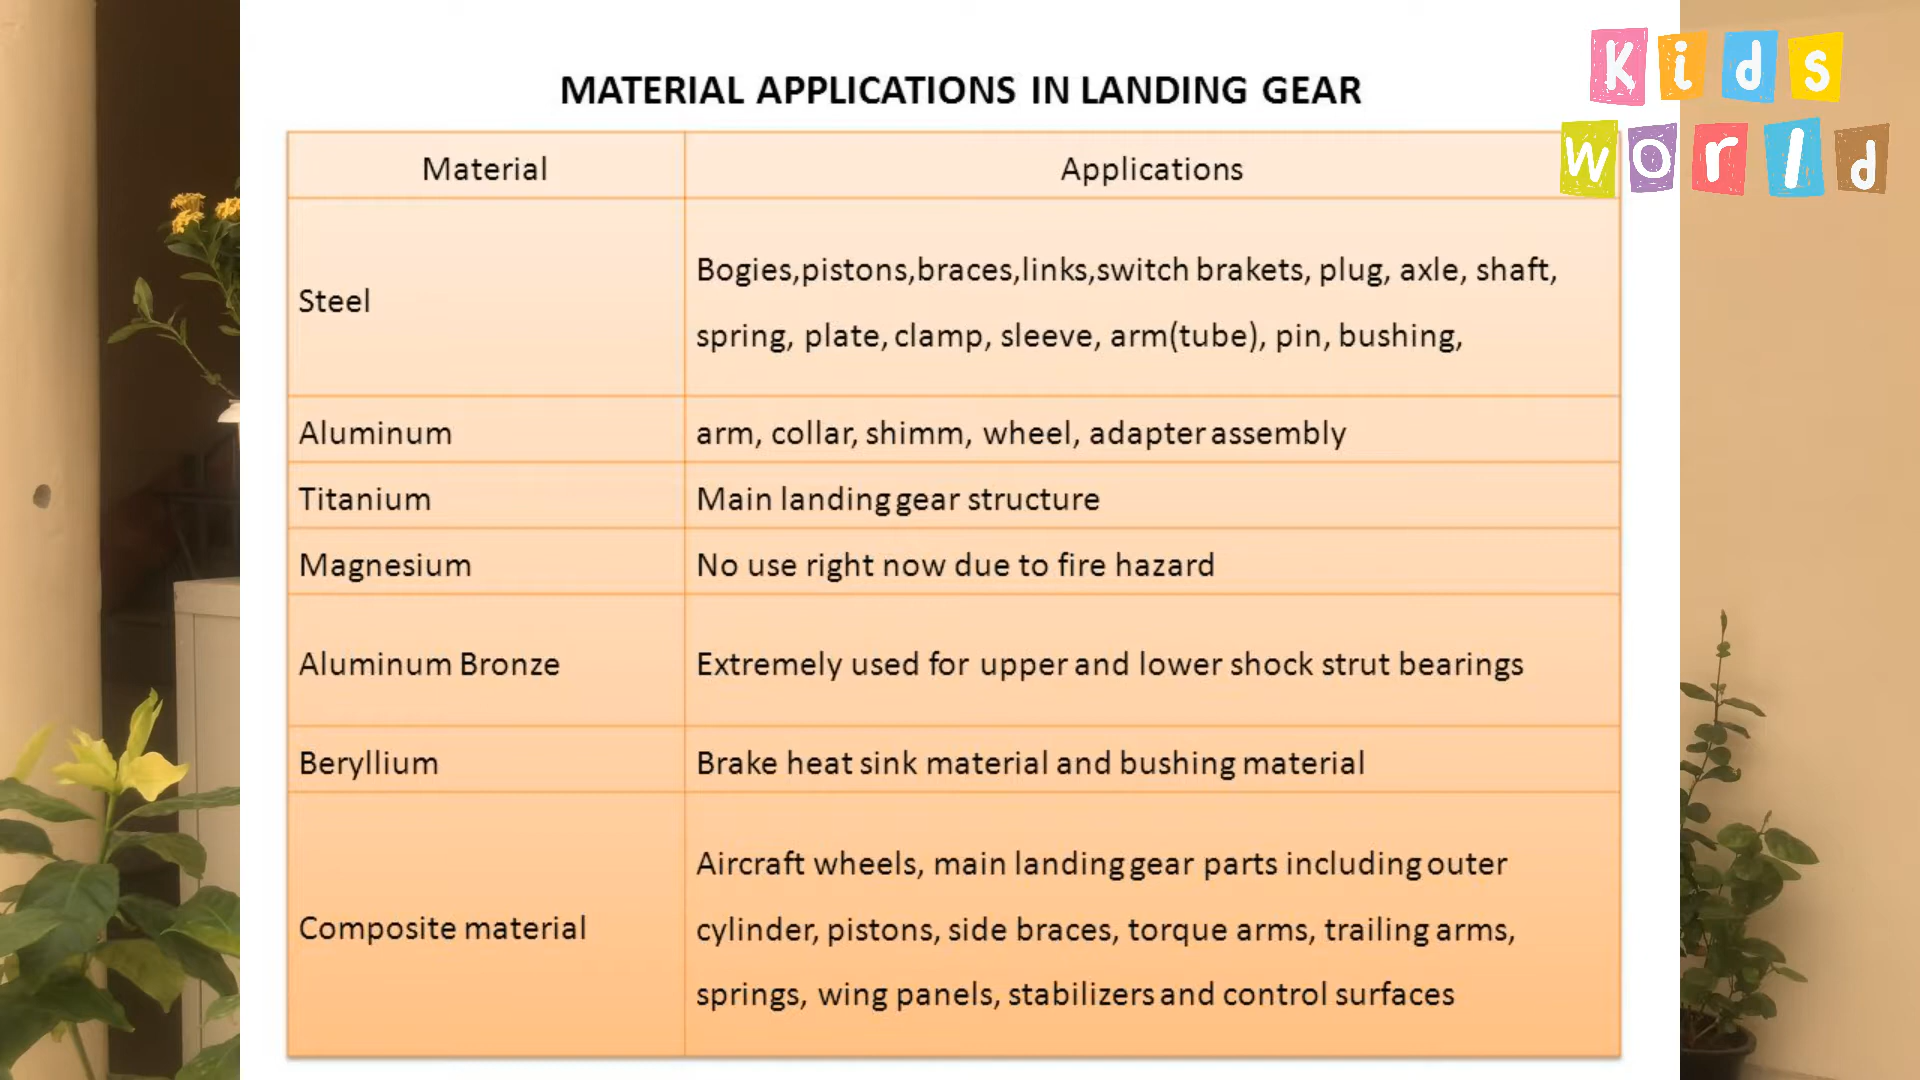 Kids
World
MATERIAL APPLICATIONS IN LANDING GEAR
Material Applications
Steel
Bogies,pistons,braces,links,switch brakets, plug, axle, shaft,
spring, plate, clamp, sleeve, arm(tube), pin, bushing,
Aluminum arm, collar, shimm, wheel, adapter assembly
Titanium Main landing gear structure
Magnesium No use right now due to fire hazard
Aluminum Bronze Extremely used for upper and lower shock strut bearings
Beryllium Brake heat sink material and bushing material
Composite material
Aircraft wheels, main landing gear parts including outer
cylinder, pistons, side braces, torque arms, trailing arms,
springs, wing panels, stabilizers and control surfaces